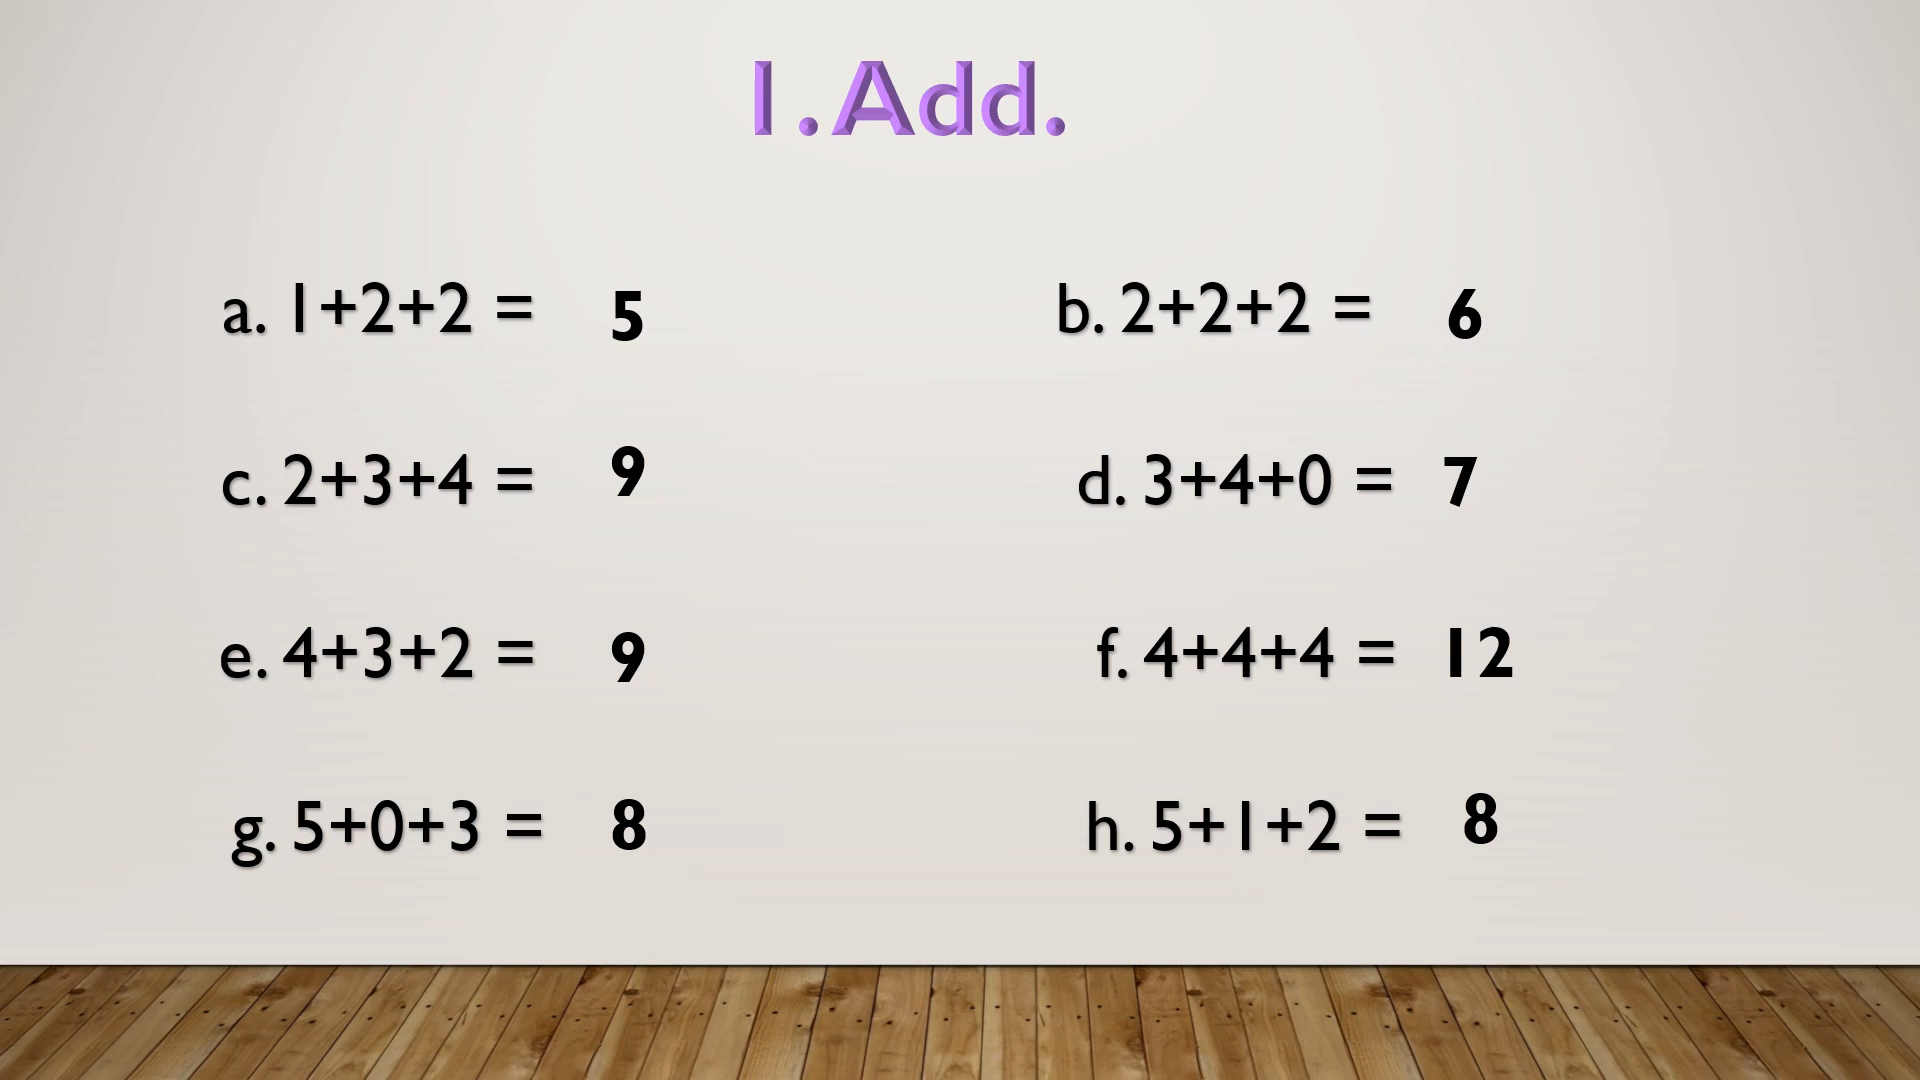 1.Add.
a. 1+2+2 = 5 b. 2+2+2 = 6
c. 2+3+4 = 9 d. 3+4+0 = 7
e. 4+3+2 = 9 f. 4+4+4 = 12
g. 5+0+3 = 8 h. 5+1+2 = 8